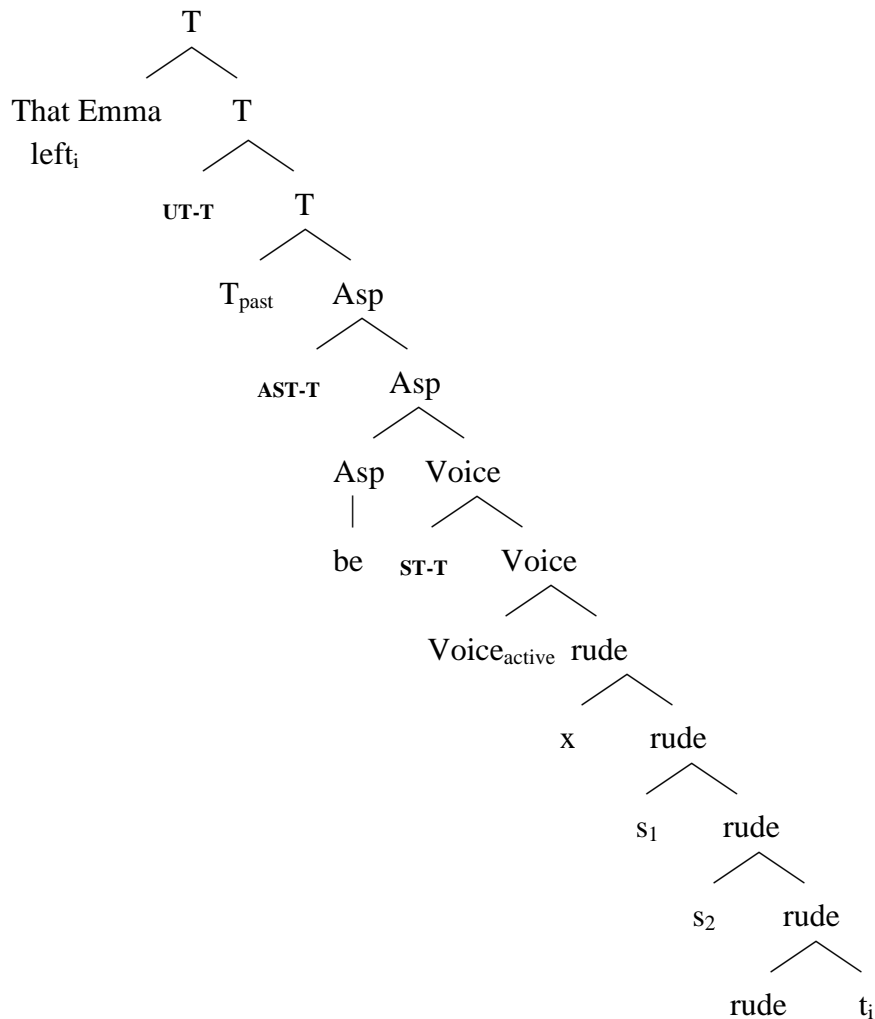 T
That Emma T
left_i
UT-T T
T_past Asp
AST-T Asp
Asp Voice
be ST-T Voice
Voice_active rude
x rude
s_1 rude
s_2 rude
rude t_i